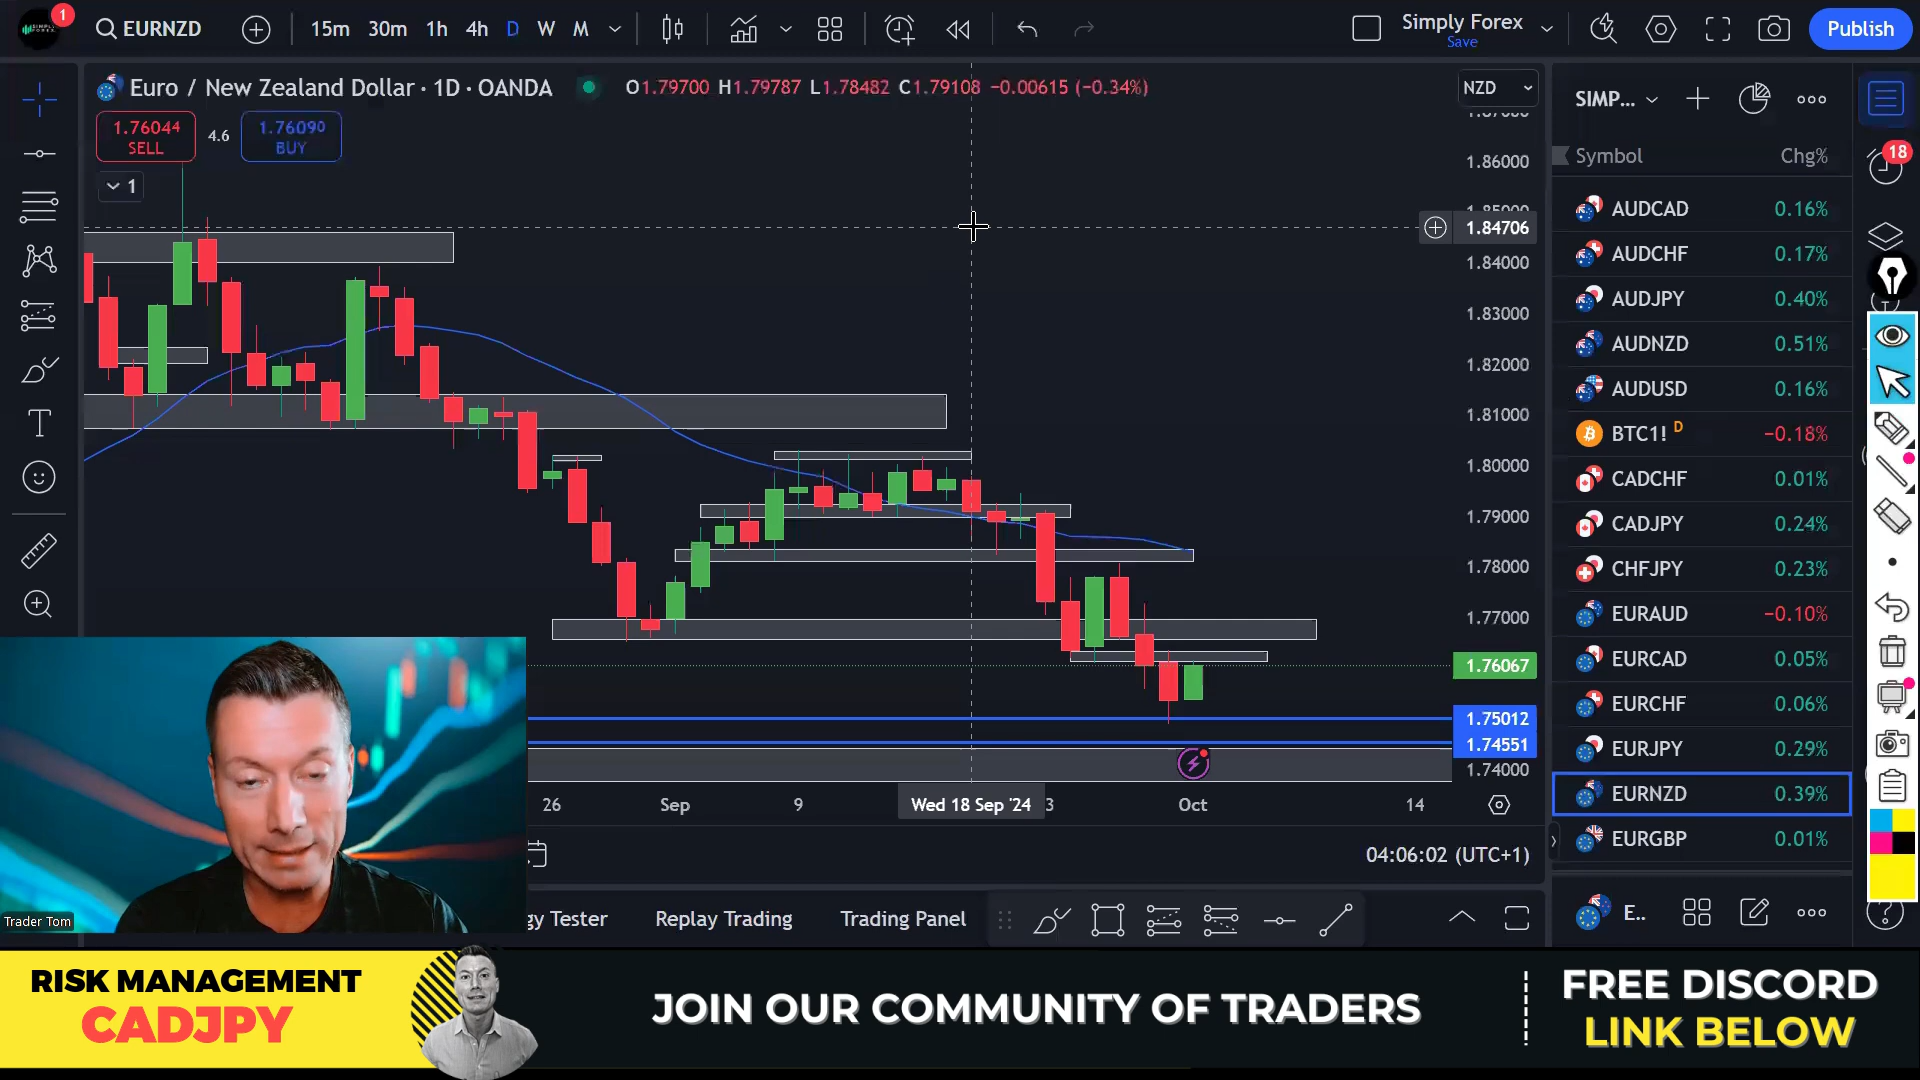 1
EURNZD
15m 30m 1h 4h D W M
Simply Forex
Save
Publish
Euro / New Zealand Dollar · 1D · OANDA
O1.79700 H1.79787 L1.78482 C1.79108 −0.00615 (−0.34%)
NZD
1.76044
SELL
4.6
1.76090
BUY
1
1.86000
1.84706
1.84000
1.83000
1.82000
1.81000
1.80000
1.79000
1.78000
1.77000
1.76067
1.75012
1.74551
1.74000
26 Sep 9 Wed 18 Sep '24 3 Oct 14
04:06:02 (UTC+1)
SIMP...
Symbol Chg%
18
AUDCAD 0.16%
AUDCHF 0.17%
AUDJPY 0.40%
AUDNZD 0.51%
AUDUSD 0.16%
BTC1! D −0.18%
CADCHF 0.01%
CADJPY 0.24%
CHFJPY 0.23%
EURAUD −0.10%
EURCAD 0.05%
EURCHF 0.06%
EURJPY 0.29%
EURNZD 0.39%
EURGBP 0.01%
E..
Trader Tom
gy Tester Replay Trading Trading Panel
RISK MANAGEMENT
CADJPY
JOIN OUR COMMUNITY OF TRADERS
FREE DISCORD
LINK BELOW